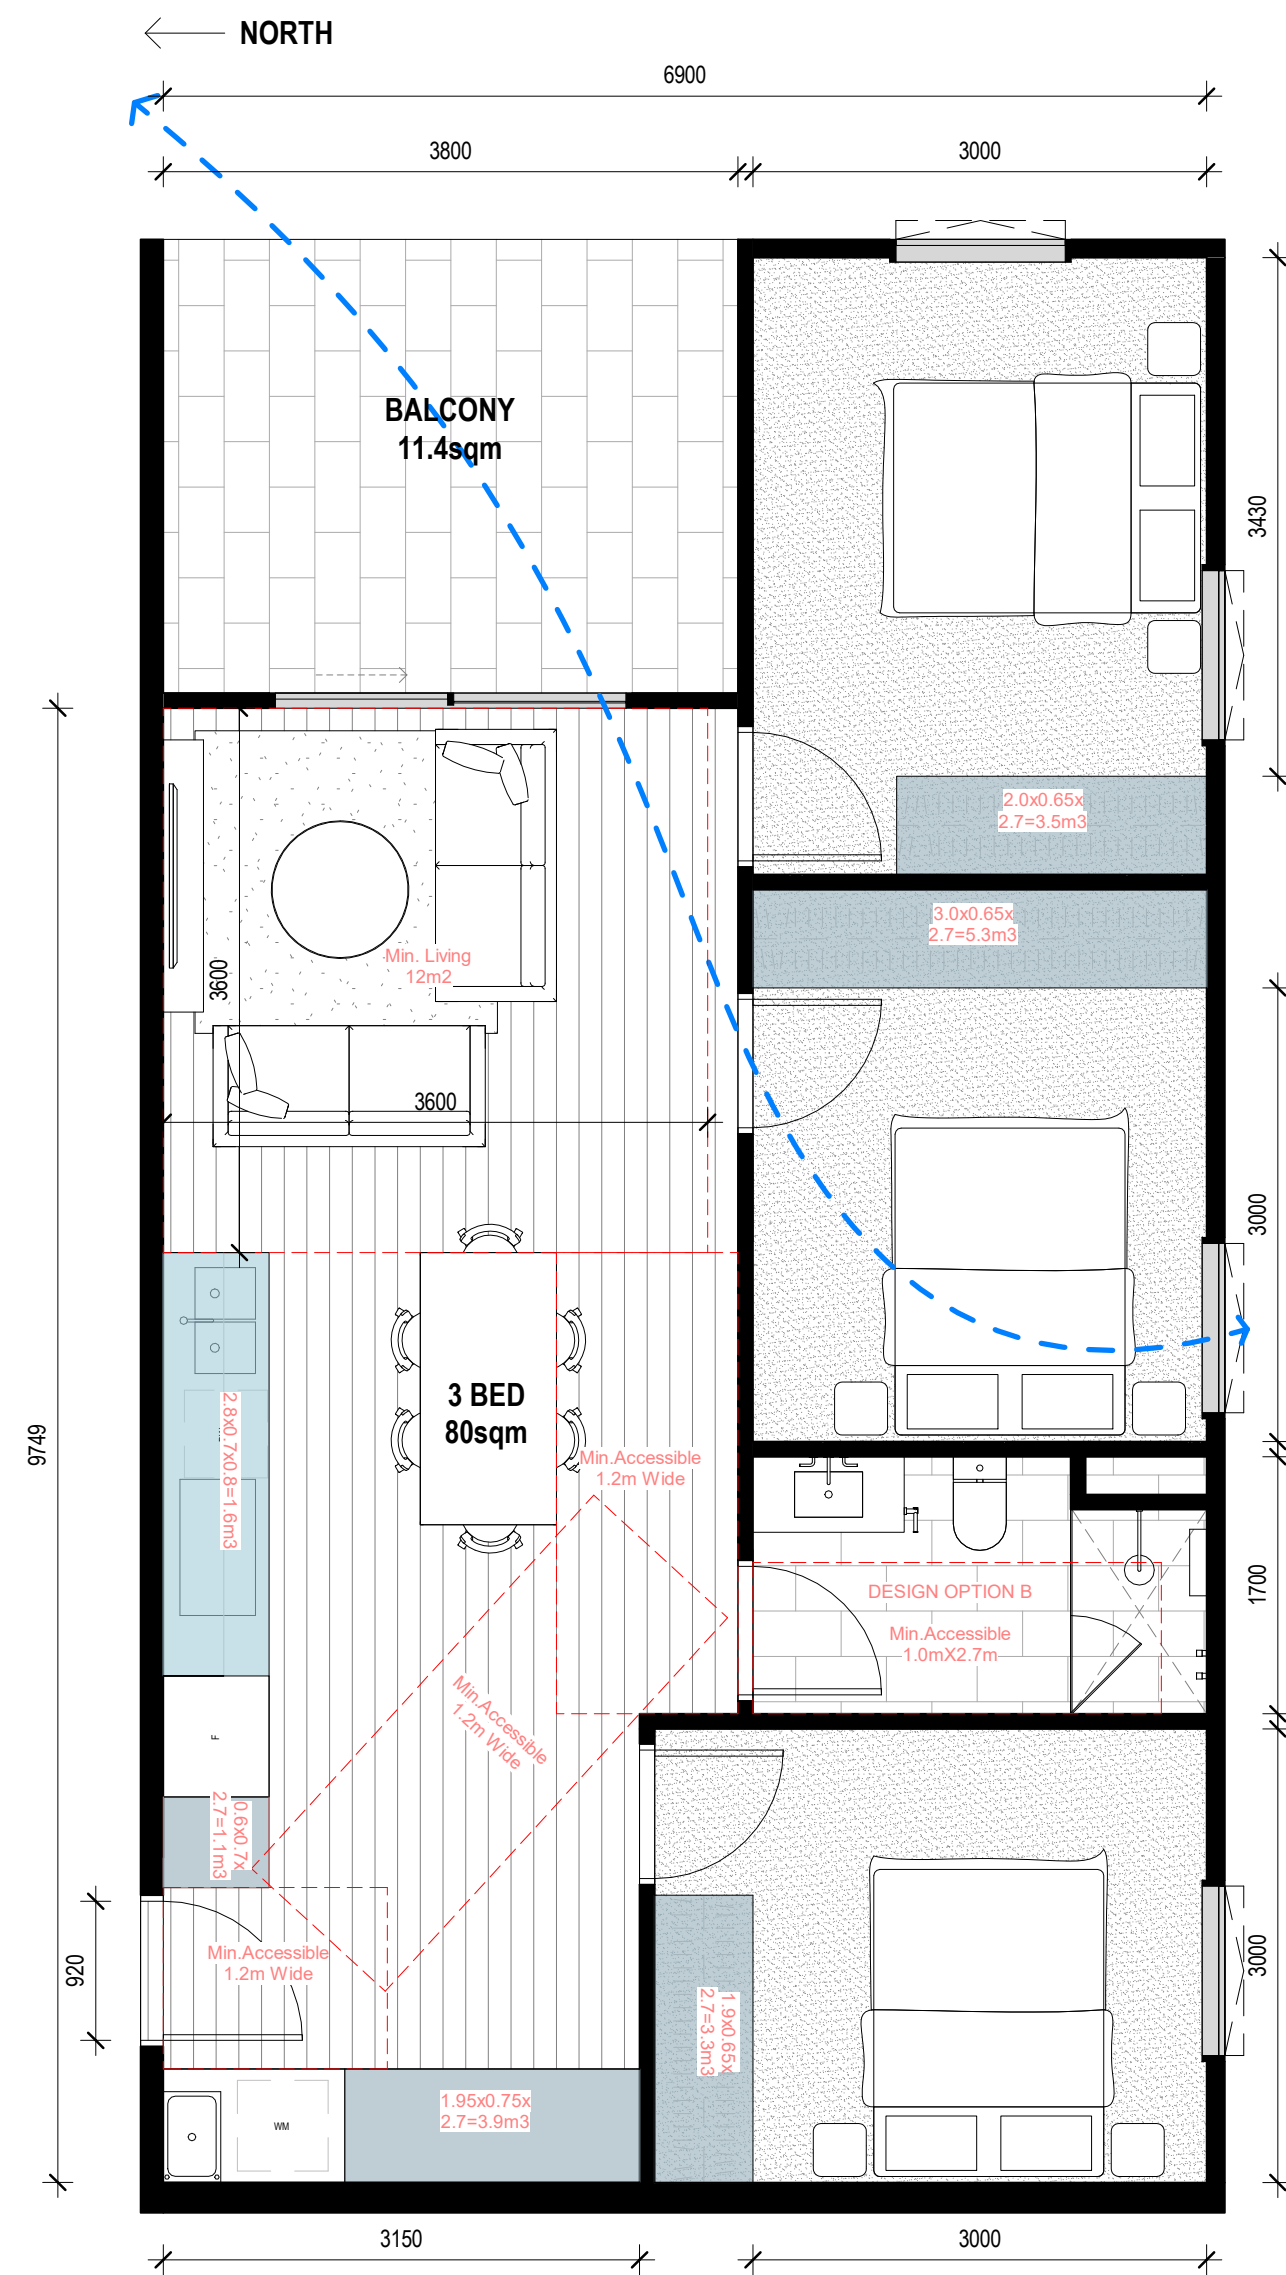 NORTH
6900
3800
3000
BALCONY
11.4sqm
3430
2.0x0.65x
2.7=3.5m3
3.0x0.65x
2.7=5.3m3
Min. Living
12m2
3600
3600
3000
9749
2.8x0.7x0.8=1.6m3
3 BED
80sqm
Min.Accessible
1.2m Wide
DESIGN OPTION B
Min.Accessible
1.0mX2.7m
1700
Min.Accessible
1.2m Wide
F
0.6x0.7x
2.7=1.1m3
920
Min.Accessible
1.2m Wide
3000
1.9x0.65x
2.7=3.3m3
1.95x0.75x
2.7=3.9m3
WM
3150
3000